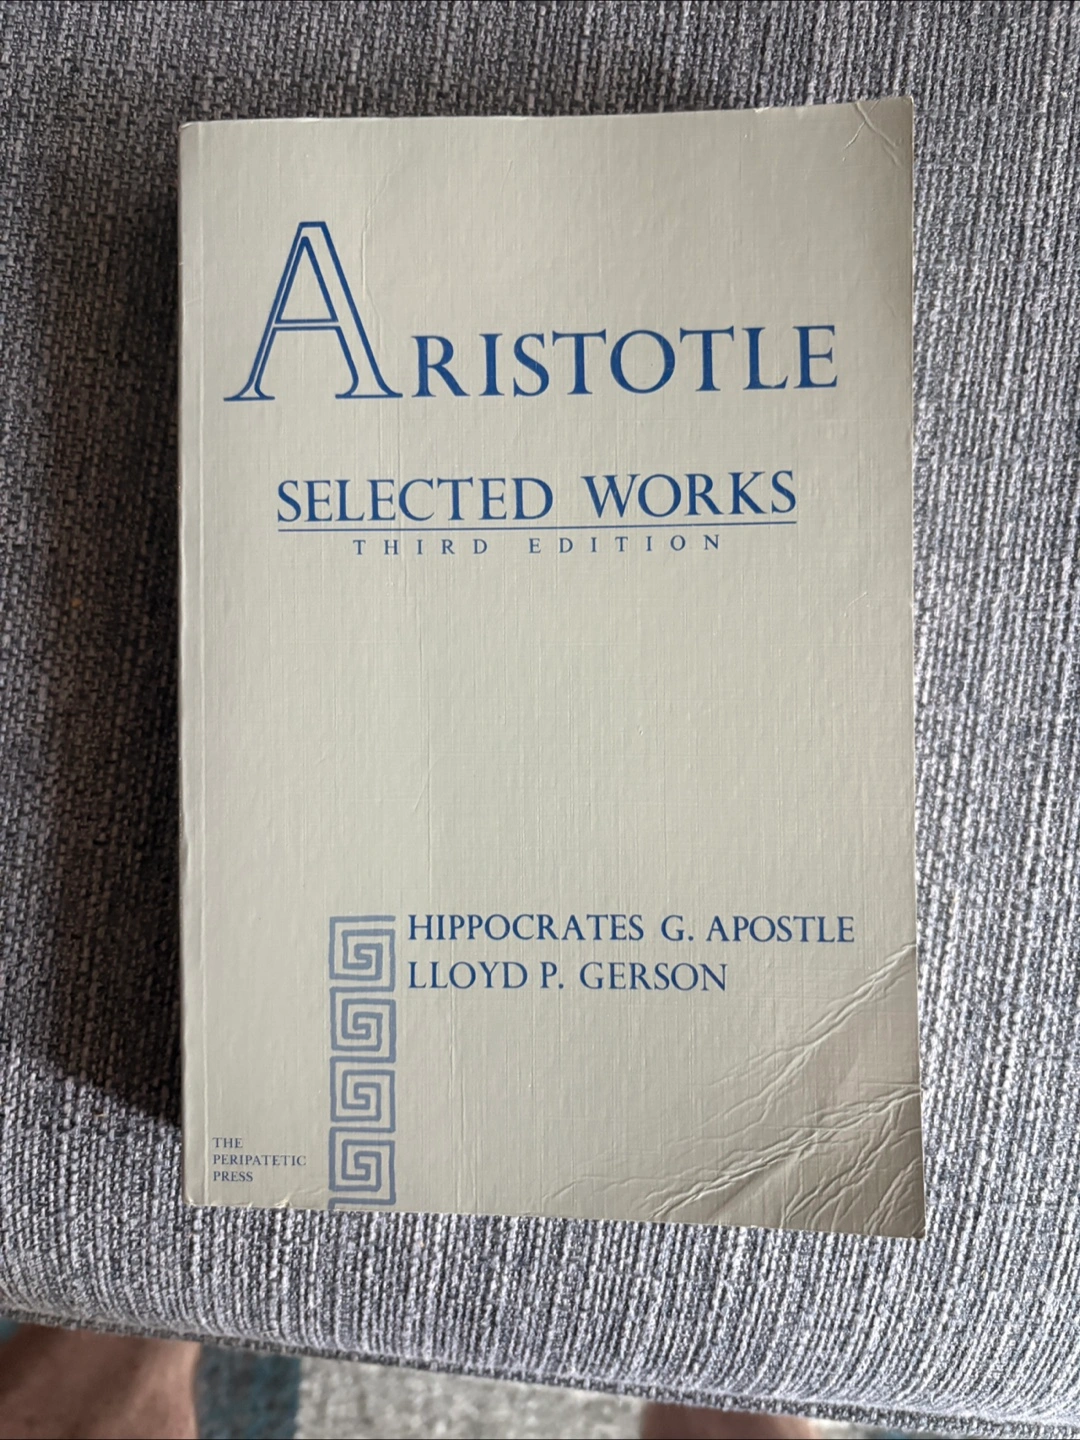 ARISTOTLE
SELECTED WORKS
THIRD EDITION
HIPPOCRATES G. APOSTLE
LLOYD P. GERSON
THE
PERIPATETIC
PRESS